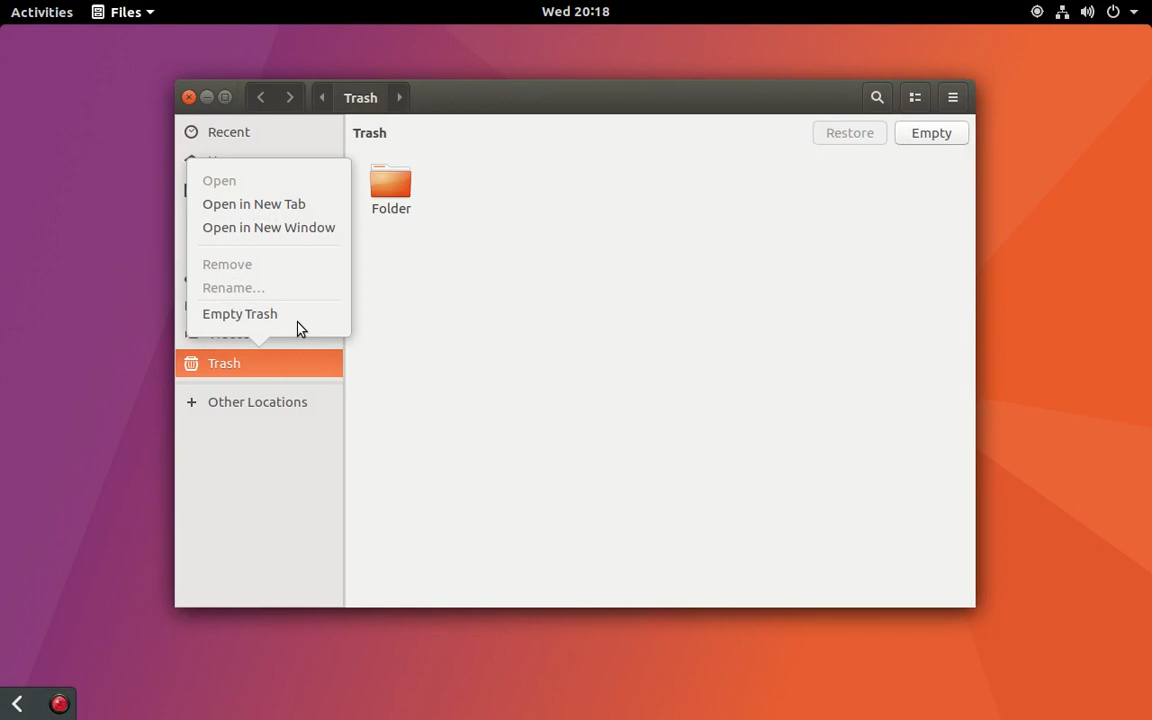 Activities
Files
Wed 20:18
Trash
Recent
Trash
Restore
Empty
Open
Open in New Tab
Open in New Window
Remove
Rename...
Empty Trash
Folder
Trash
Other Locations